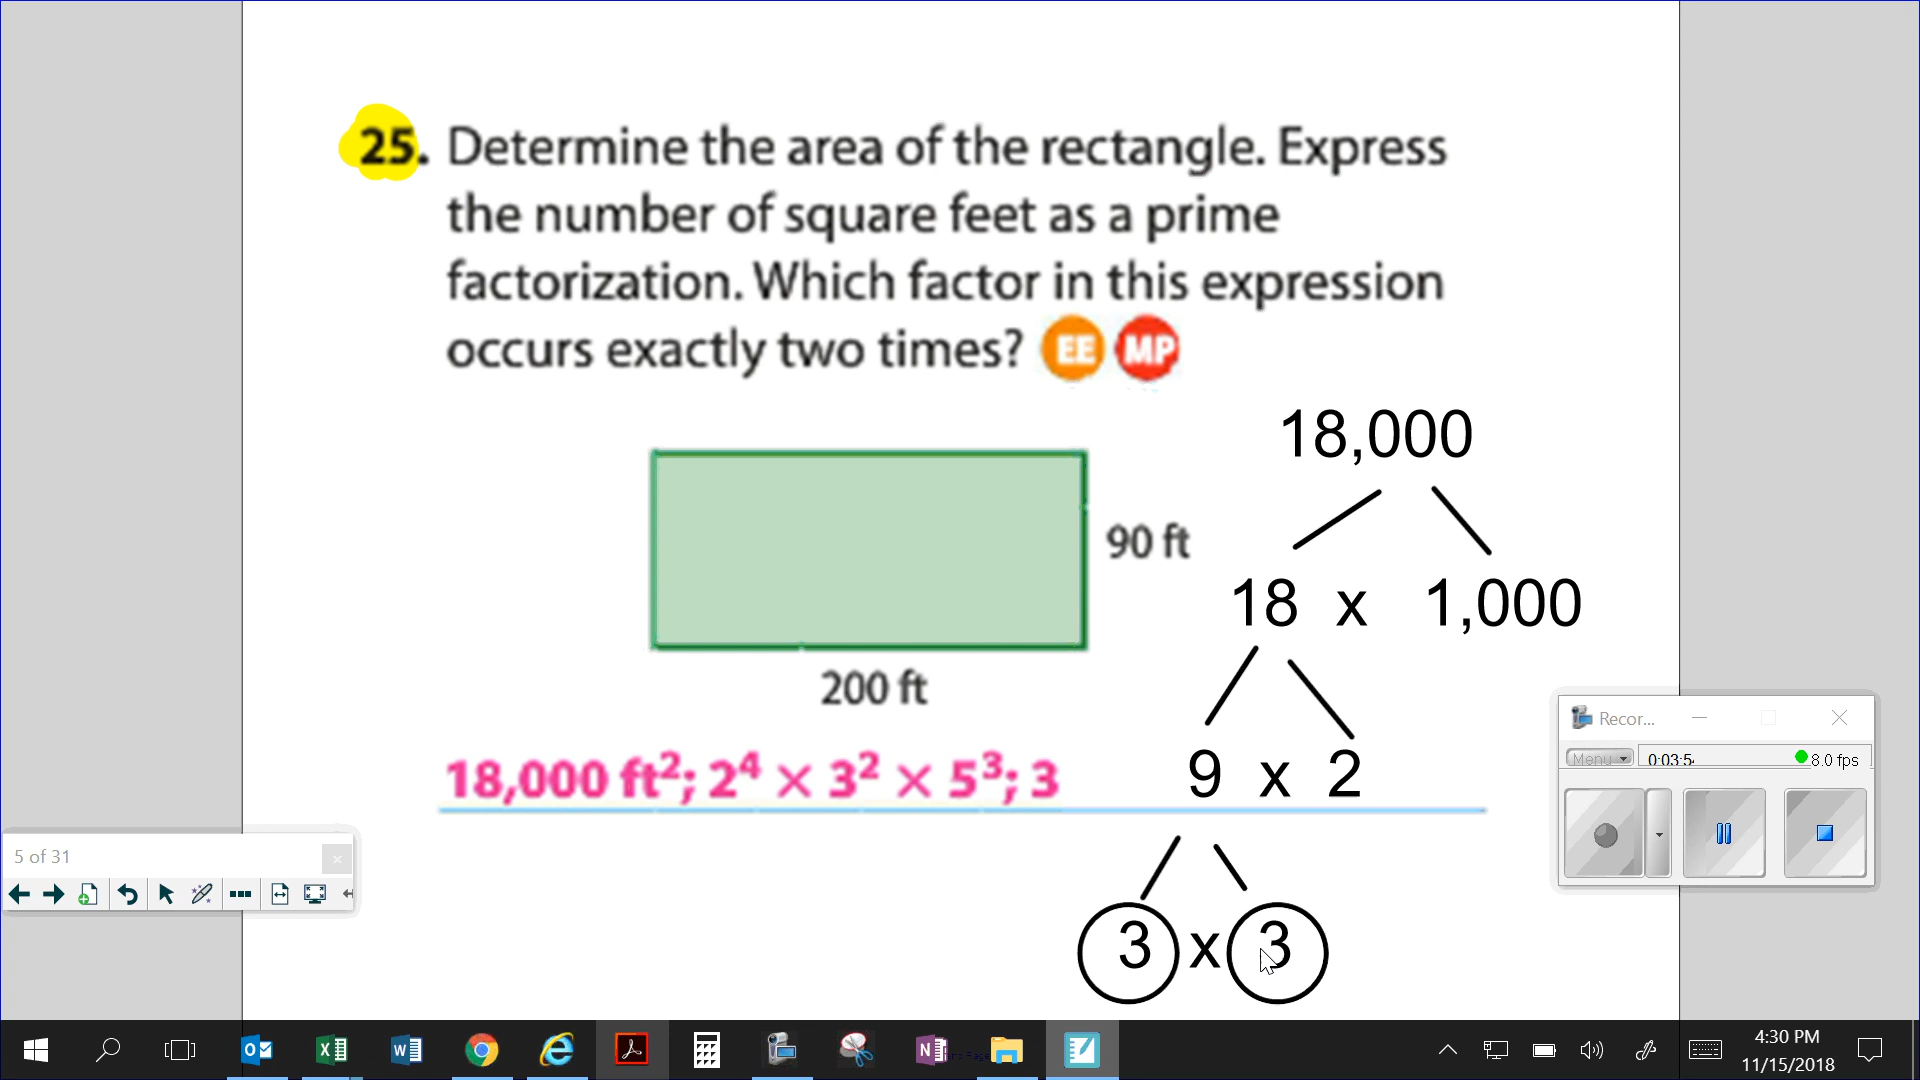 25. Determine the area of the rectangle. Express
the number of square feet as a prime
factorization. Which factor in this expression
occurs exactly two times? EE MP
18,000
90 ft
18 x 1,000
200 ft
18,000 ft²; 2⁴ × 3² × 5³; 3
9 x 2
3 x 3
Recor...
Menu
0:03:5
8.0 fps
5 of 31
4:30 PM
11/15/2018